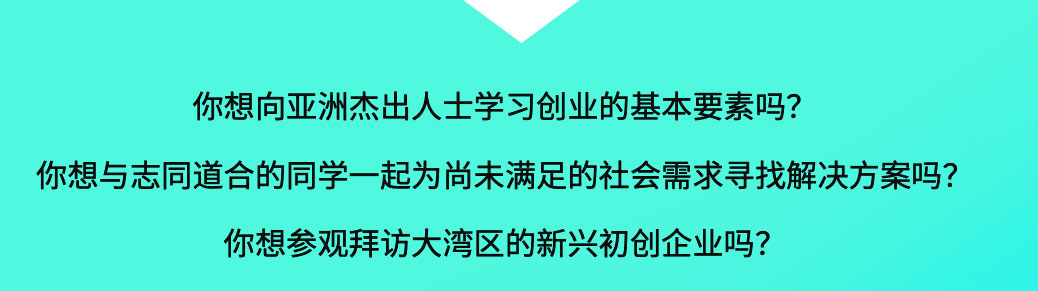 你想向亚洲杰出人士学习创业的基本要素吗?
你想与志同道合的同学一起为尚未满足的社会需求寻找解决方案吗?
你想参观拜访大湾区的新兴初创企业吗?